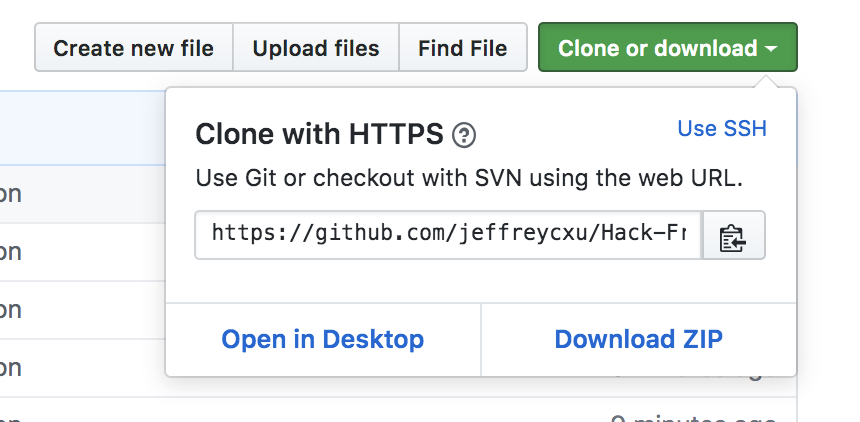 Create new file Upload files Find File Clone or download
Clone with HTTPS Use SSH
Use Git or checkout with SVN using the web URL.
on
https://github.com/jeffreycxu/Hack-Fr
on
on
Open in Desktop Download ZIP
on
minutes ago